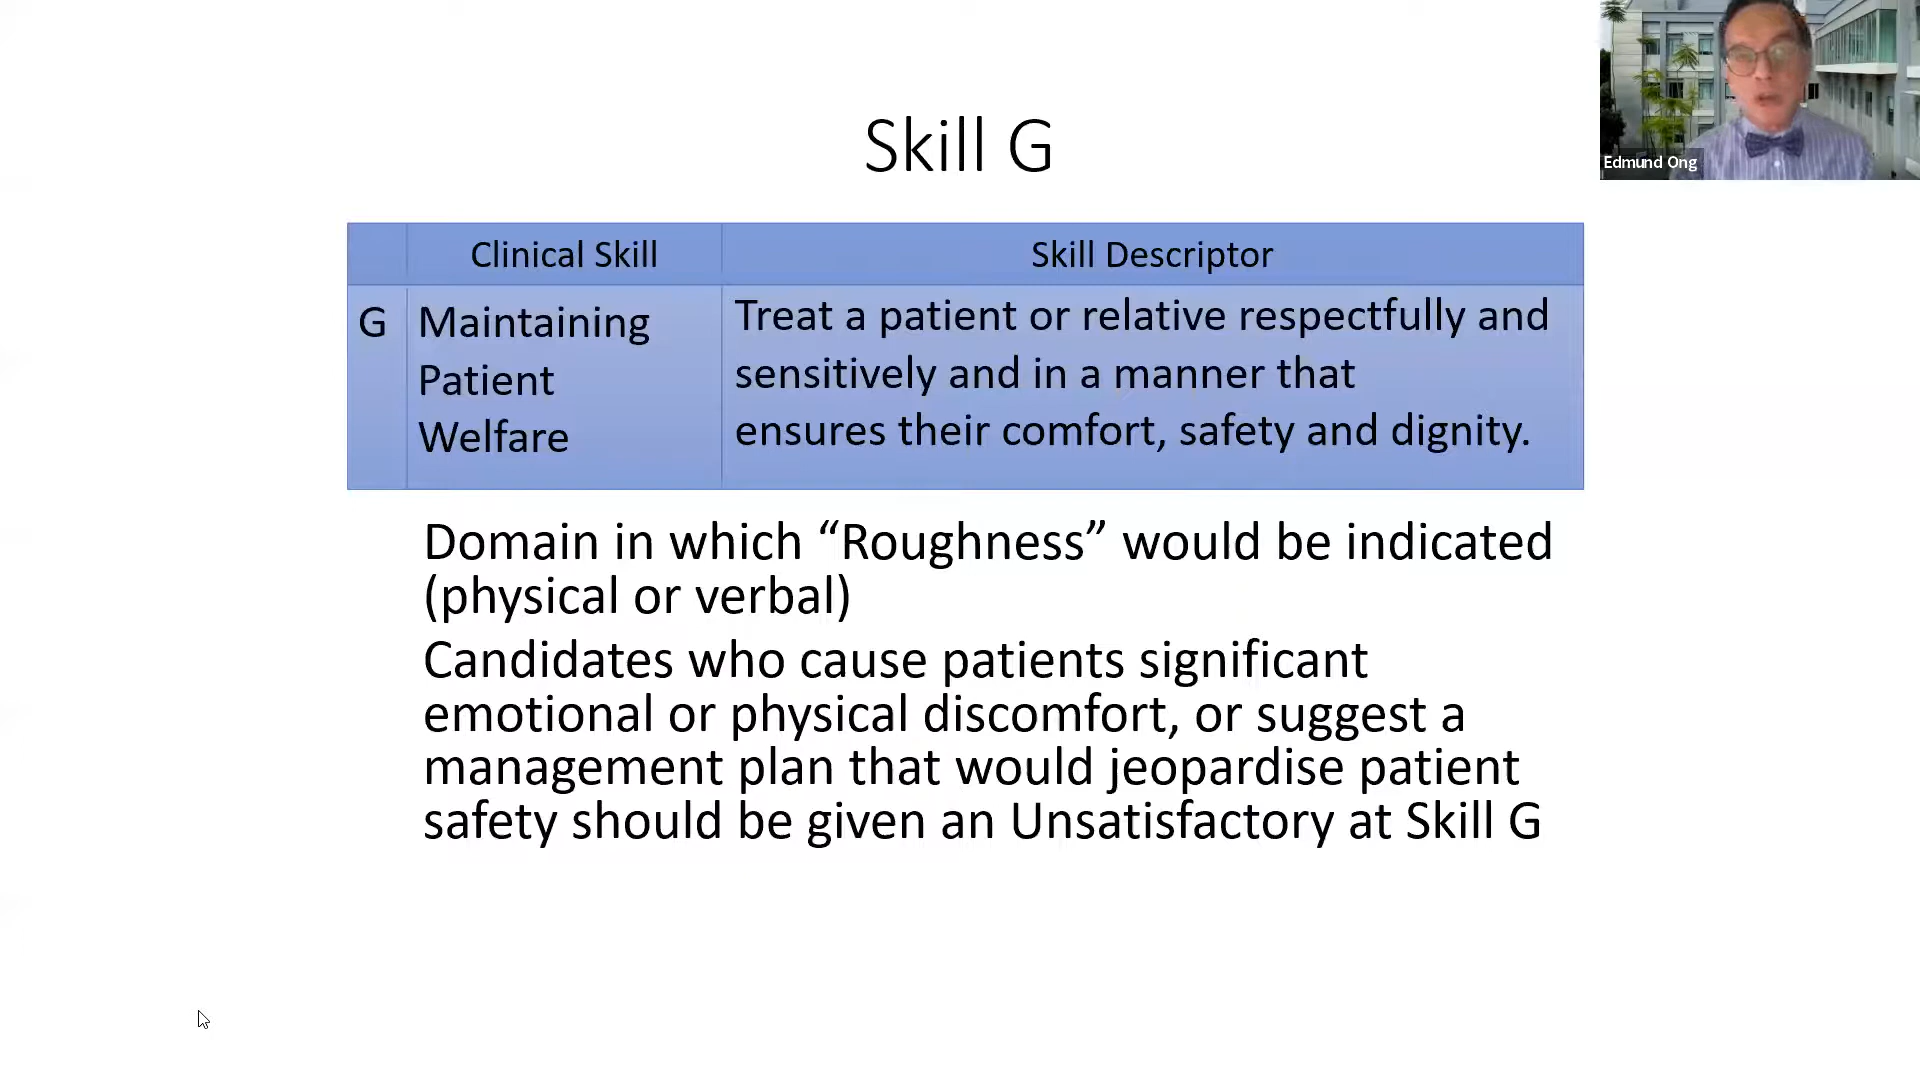 Edmund Ong
Skill G
Clinical Skill
Skill Descriptor
G
Maintaining
Patient
Welfare
Treat a patient or relative respectfully and
sensitively and in a manner that
ensures their comfort, safety and dignity.
Domain in which “Roughness” would be indicated
(physical or verbal)
Candidates who cause patients significant
emotional or physical discomfort, or suggest a
management plan that would jeopardise patient
safety should be given an Unsatisfactory at Skill G